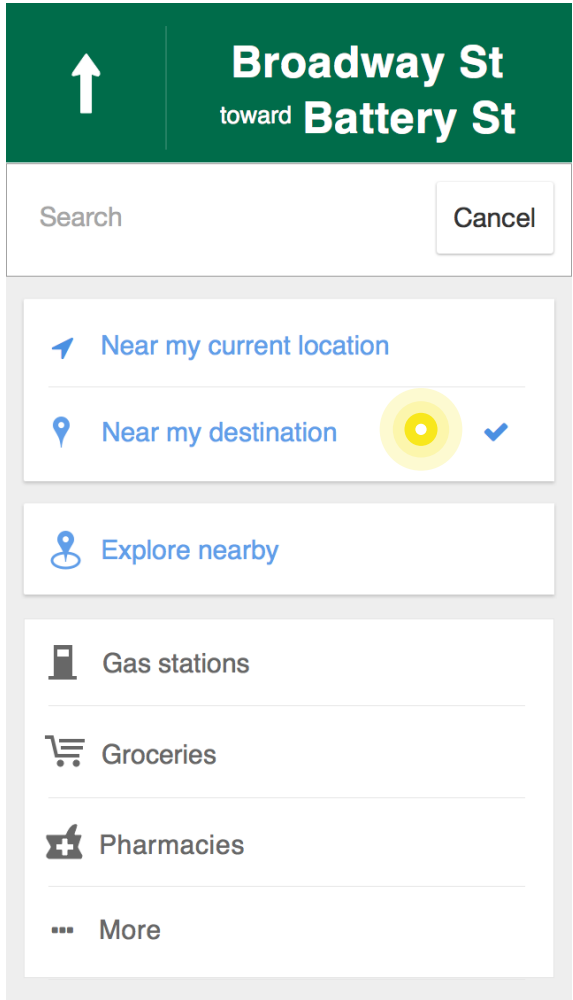 Broadway St
toward Battery St
Search
Cancel
Near my current location
Near my destination
Explore nearby
Gas stations
Groceries
Pharmacies
More